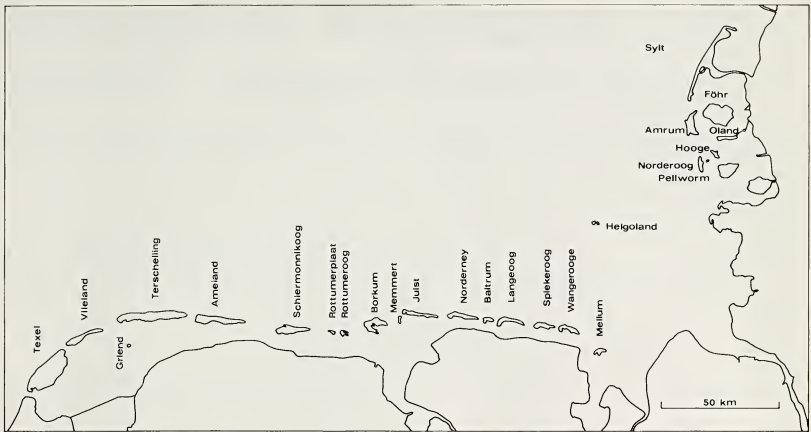 Sylt
Föhr
Amrum
Oland
Hooge
Norderoog
Pellworm
Helgoland
Texel
Vlieland
Griend
Terschelling
Ameland
Schiermonnikoog
Rottumerplaat
Rottumeroog
Borkum
Memmert
Juist
Norderney
Baltrum
Langeoog
Spiekeroog
Wangerooge
Mellum
50 km